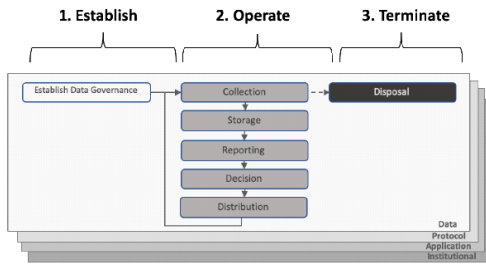 1. Establish
2. Operate
3. Terminate
Establish Data Governance
Collection
Disposal
Storage
Reporting
Decision
Distribution
Data
Protocol
Application
Institutional